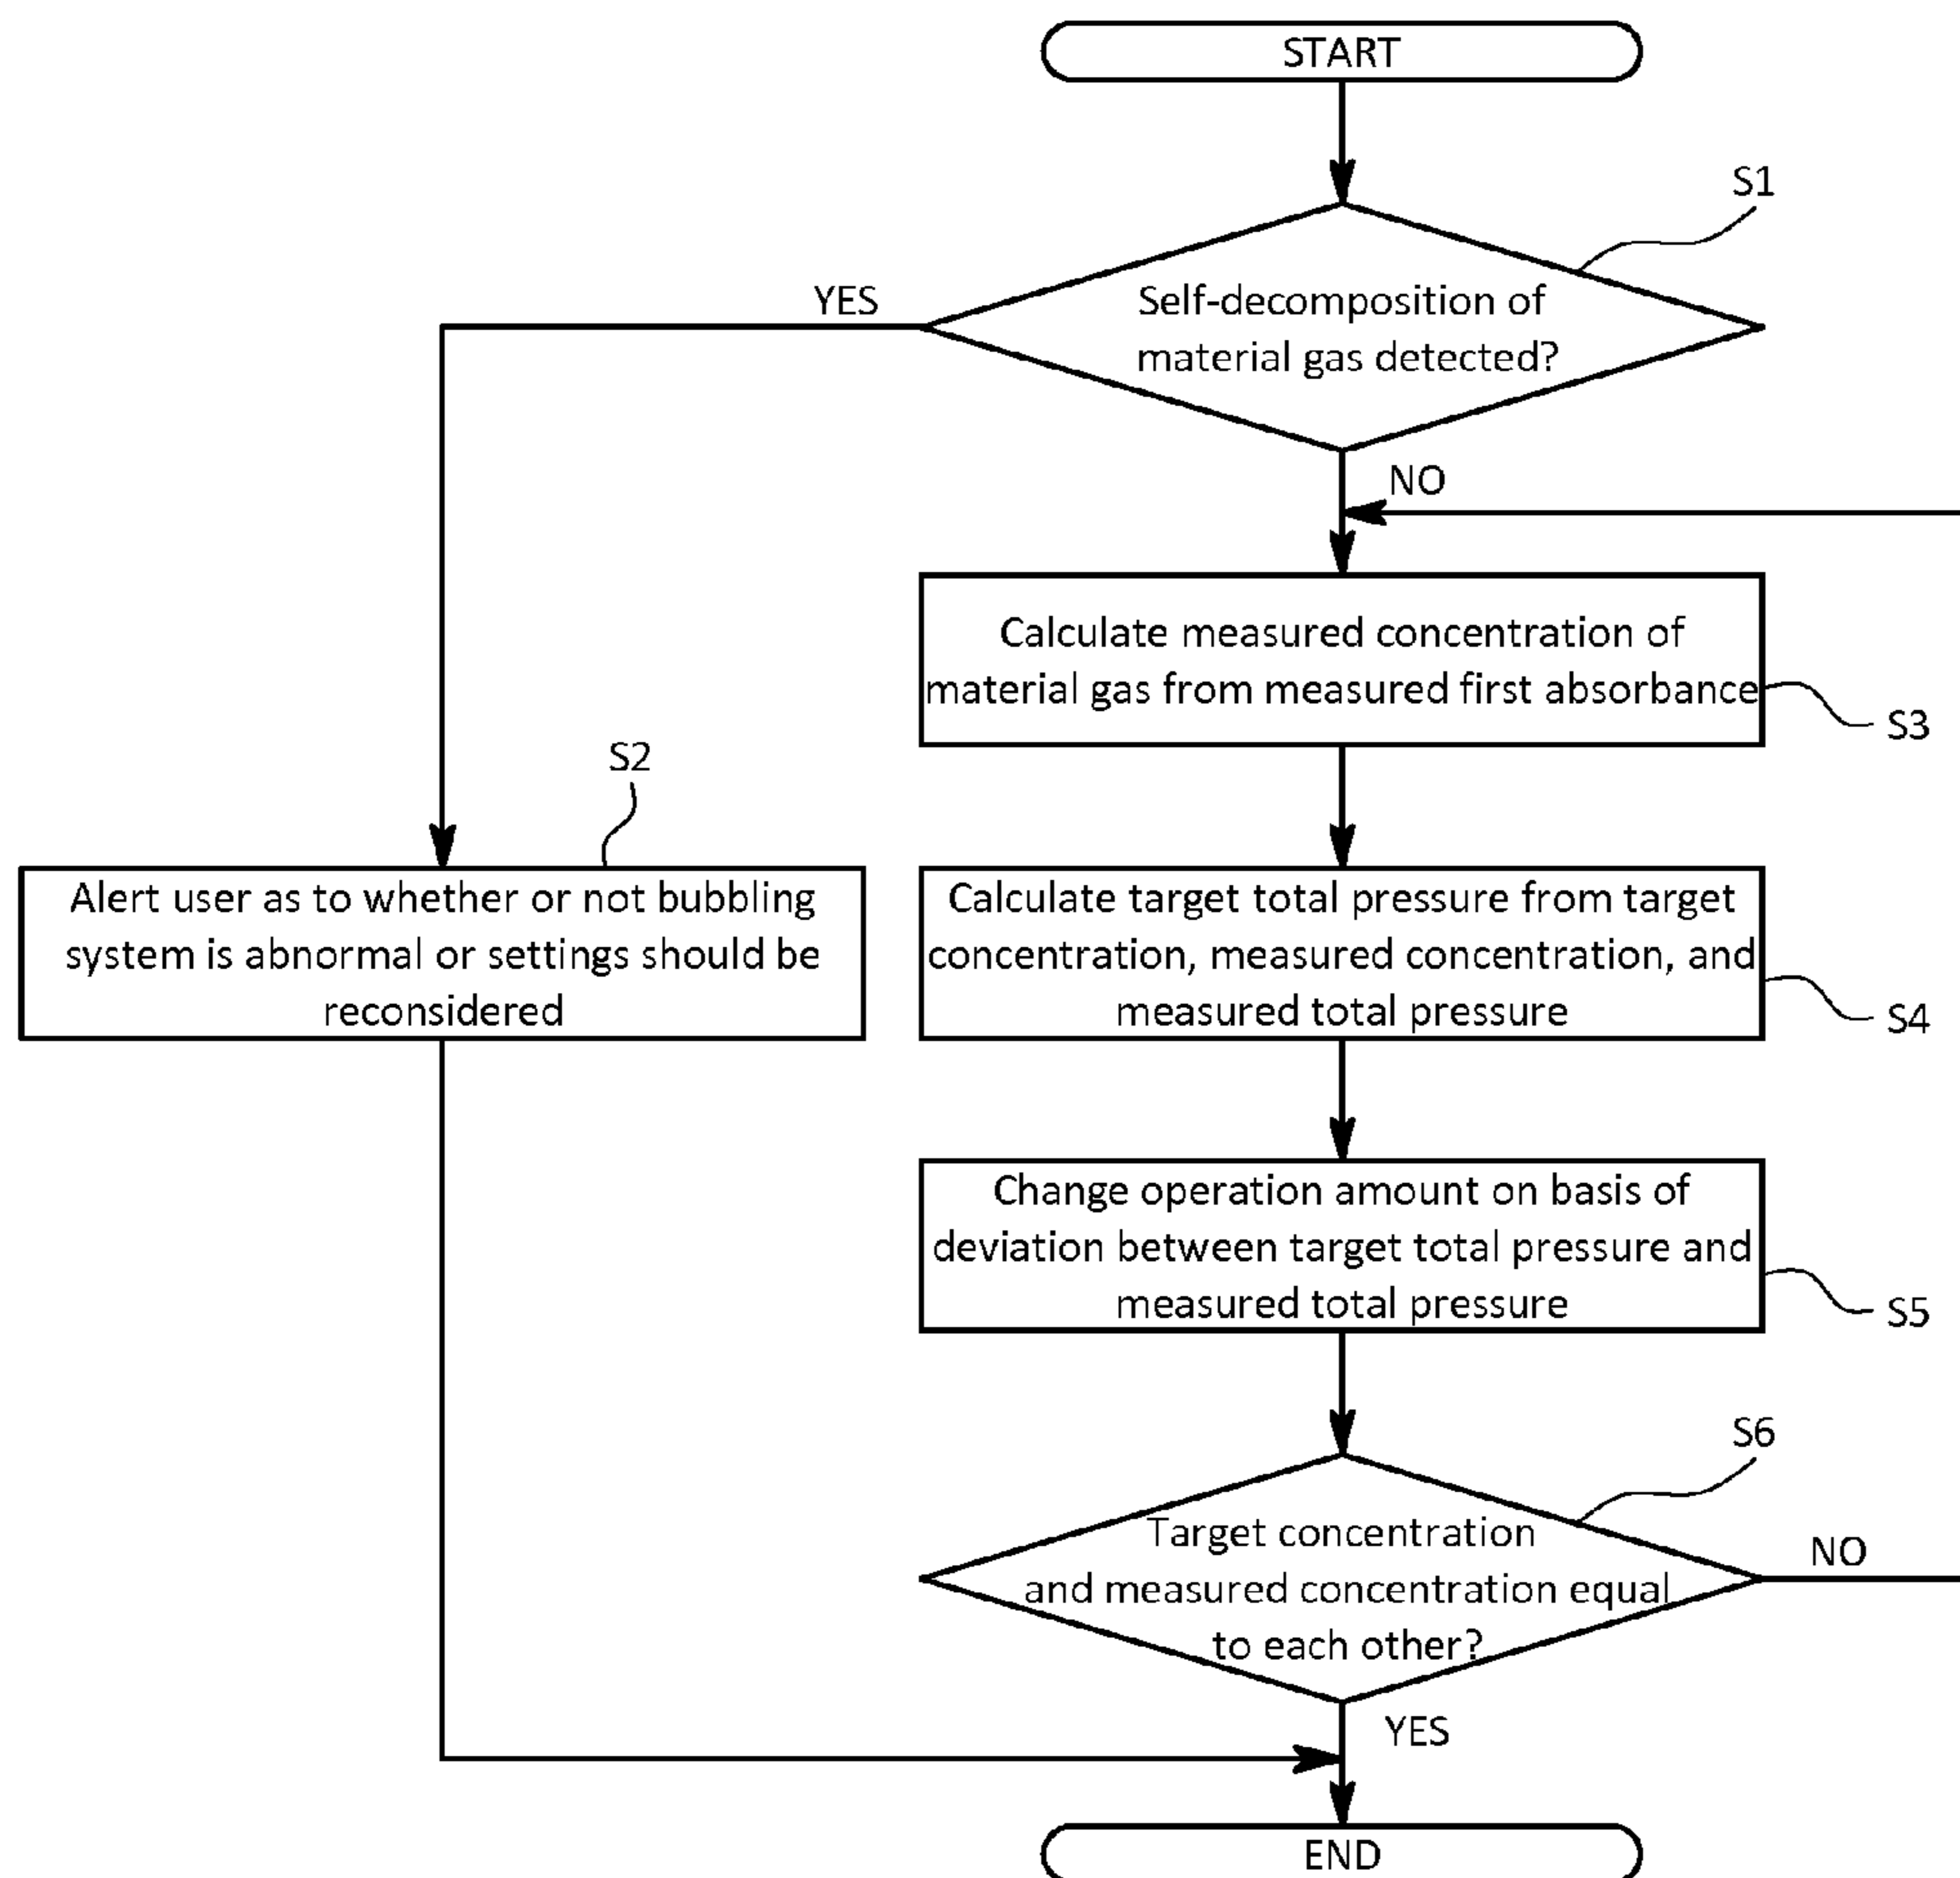 START
S1
YES
Self-decomposition of
material gas detected?
NO
Calculate measured concentration of
material gas from measured first absorbance
S3
S2
Alert user as to whether or not bubbling
system is abnormal or settings should be
reconsidered
Calculate target total pressure from target
concentration, measured concentration, and
measured total pressure
S4
Change operation amount on basis of
deviation between target total pressure and
measured total pressure
S5
S6
Target concentration
and measured concentration equal
to each other?
NO
YES
END